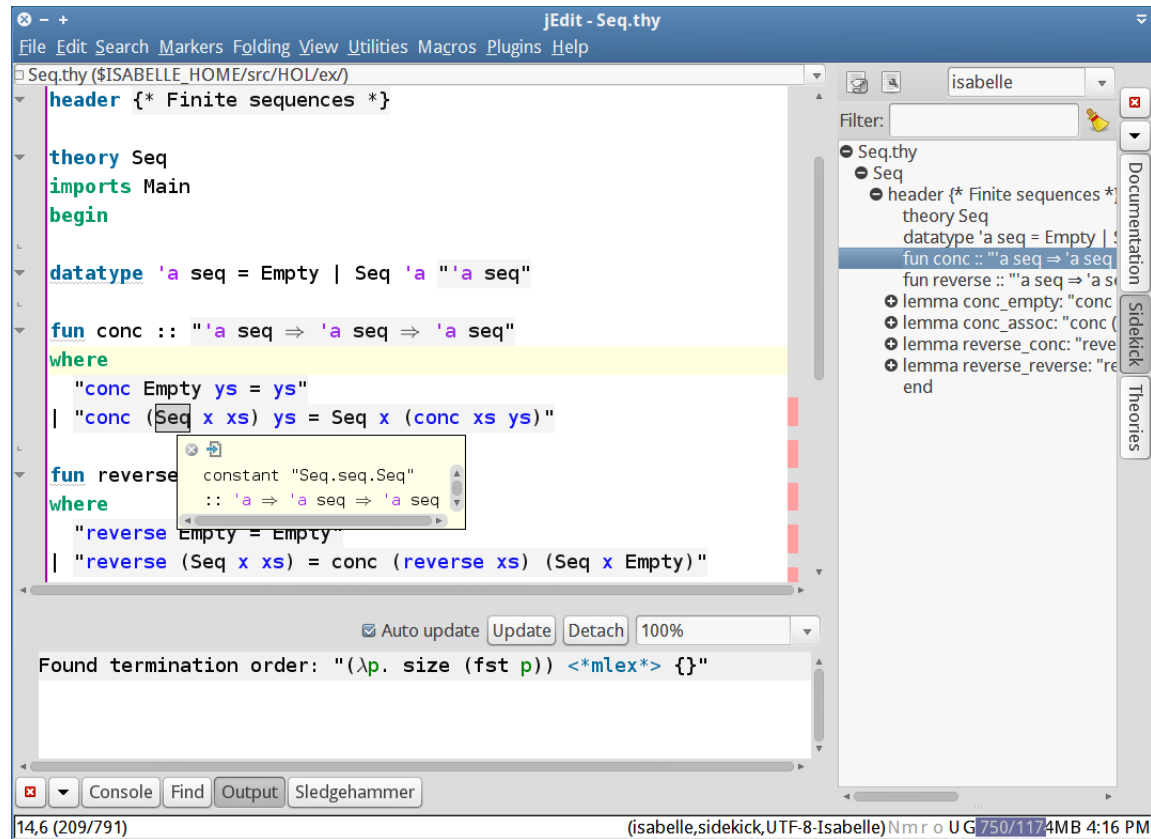 jEdit - Seq.thy
File Edit Search Markers Folding View Utilities Macros Plugins Help
Seq.thy ($ISABELLE_HOME/src/HOL/ex/)
header {* Finite sequences *}
theory Seq
imports Main
begin
datatype 'a seq = Empty | Seq 'a "'a seq"
fun conc :: "'a seq ⇒ 'a seq ⇒ 'a seq"
where
"conc Empty ys = ys"
| "conc (Seq x xs) ys = Seq x (conc xs ys)"
constant "Seq.seq.Seq"
:: 'a ⇒ 'a seq ⇒ 'a seq
fun reverse
where
"reverse Empty = Empty"
| "reverse (Seq x xs) = conc (reverse xs) (Seq x Empty)"
isabelle
Filter:
Seq.thy
Seq
header {* Finite sequences *}
theory Seq
datatype 'a seq = Empty |
fun conc :: "'a seq ⇒ 'a seq
fun reverse :: "'a seq ⇒ 'a
lemma conc_empty: "conc
lemma conc_assoc: "conc (
lemma reverse_conc: "reve
lemma reverse_reverse: "re
end
Documentation
Sidekick
Theories
Auto update Update Detach 100%
Found termination order: "(λp. size (fst p)) <*mlex*> {}"
Console Find Output Sledgehammer
14,6 (209/791)
(isabelle,sidekick,UTF-8-Isabelle) N m r o U G 750/1174MB 4:16 PM